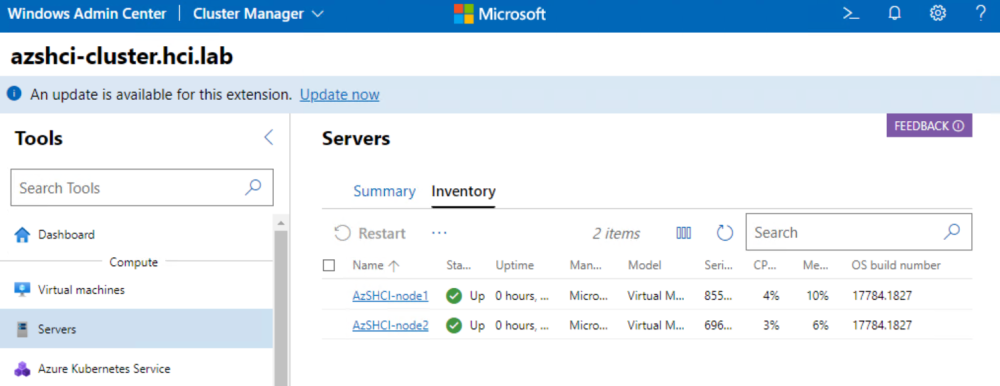 Windows Admin Center | Cluster Manager Microsoft
azshci-cluster.hci.lab
An update is available for this extension. Update now
Tools
Search Tools
Dashboard
Compute
Virtual machines
Servers
Azure Kubernetes Service
FEEDBACK
Servers
Summary Inventory
Restart ... 2 items Search
Name Sta... Uptime Man... Model Seri... CP... Me... OS build number
AzSHCI-node1 Up 0 hours, ... Micro... Virtual M... 855... 4% 10% 17784.1827
AzSHCI-node2 Up 0 hours, ... Micro... Virtual M... 696... 3% 6% 17784.1827